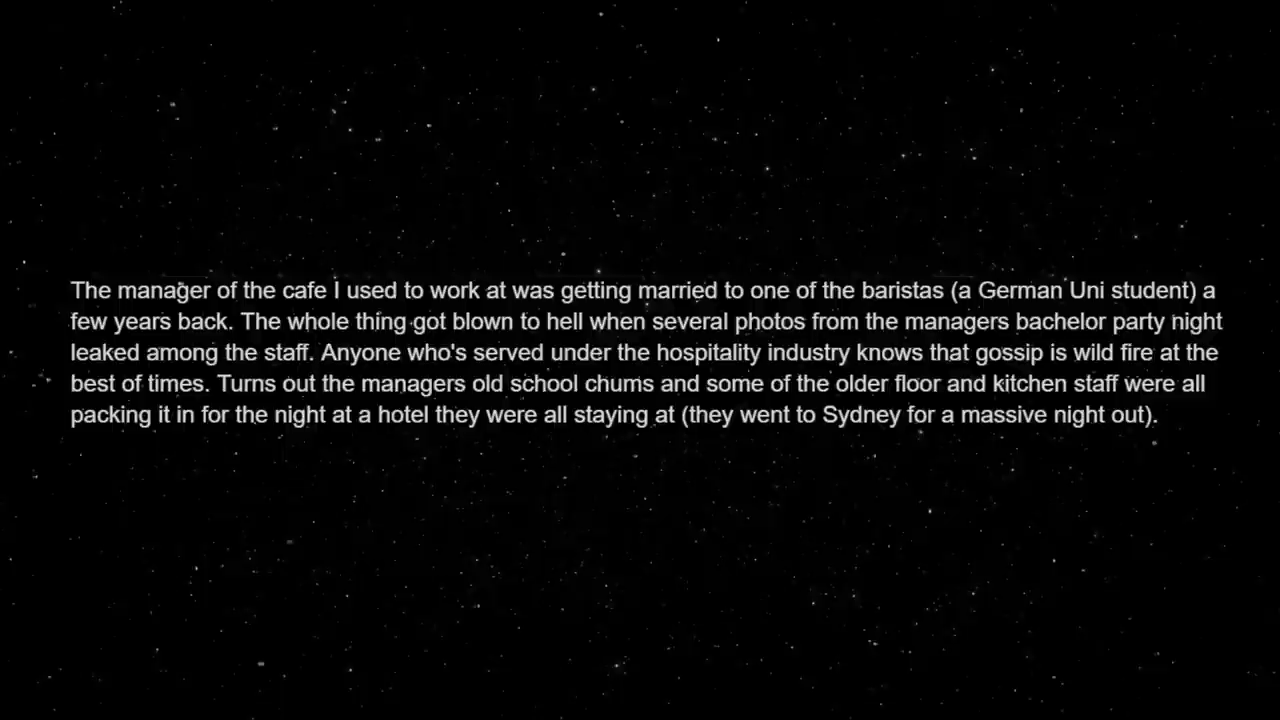 The manager of the cafe I used to work at was getting married to one of the baristas (a German Uni student) a
few years back. The whole thing got blown to hell when several photos from the managers bachelor party night
leaked among the staff. Anyone who's served under the hospitality industry knows that gossip is wild fire at the
best of times. Turns out the managers old school chums and some of the older floor and kitchen staff were all
packing it in for the night at a hotel they were all staying at (they went to Sydney for a massive night out).